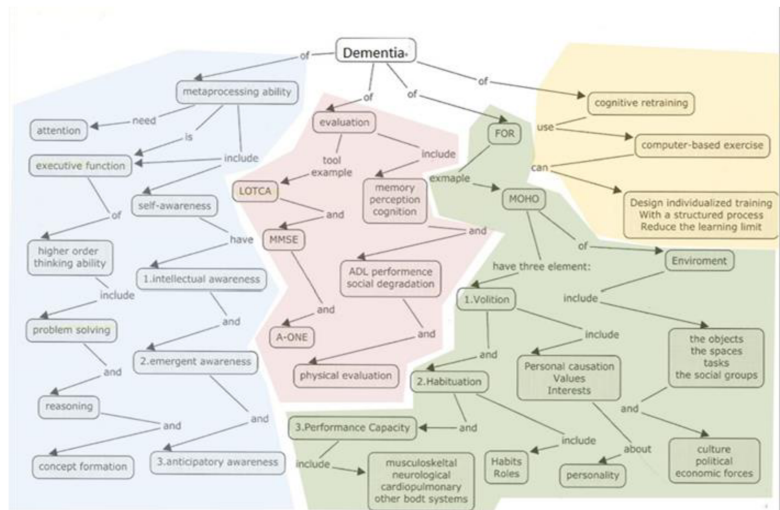 Dementia
of
of
of
of
metaprocessing ability
need
attention
is
include
executive function
self-awareness
of
have
higher order
thinking ability
1.intellectual awareness
include
and
problem solving
2.emergent awareness
and
reasoning
and
and
concept formation
3.anticipatory awareness
evaluation
tool
example
include
LOTCA
memory
perception
cognition
and
MMSE
and
ADL performence
social degradation
and
A-ONE
and
physical evaluation
FOR
exmaple
MOHO
of
have three element:
Enviroment
1.Volition
include
include
the objects
the spaces
tasks
the social groups
and
Personal causation
Values
Interests
2.Habituation
and
3.Performance Capacity
and
include
about
culture
political
economic forces
include
musculoskeltal
neurological
cardiopulmonary
other bodt systems
Habits
Roles
personality
cognitive retraining
use
computer-based exercise
can
Design individualized training
With a structured process
Reduce the learning limit